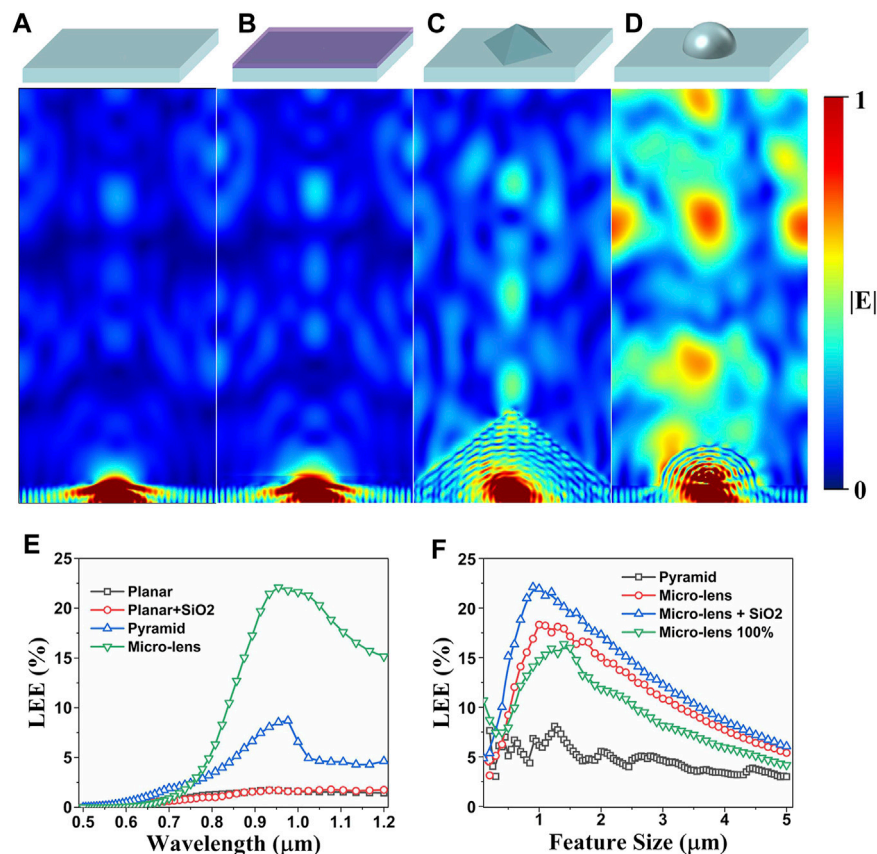 A B C D
1
|E|
0
E F
25
20
15
10
5
0
LEE (%)
Planar
Planar+SiO2
Pyramid
Micro-lens
0.5 0.6 0.7 0.8 0.9 1.0 1.1 1.2
Wavelength (μm)
25
20
15
10
5
0
LEE (%)
Pyramid
Micro-lens
Micro-lens + SiO2
Micro-lens 100%
1 2 3 4 5
Feature Size (μm)